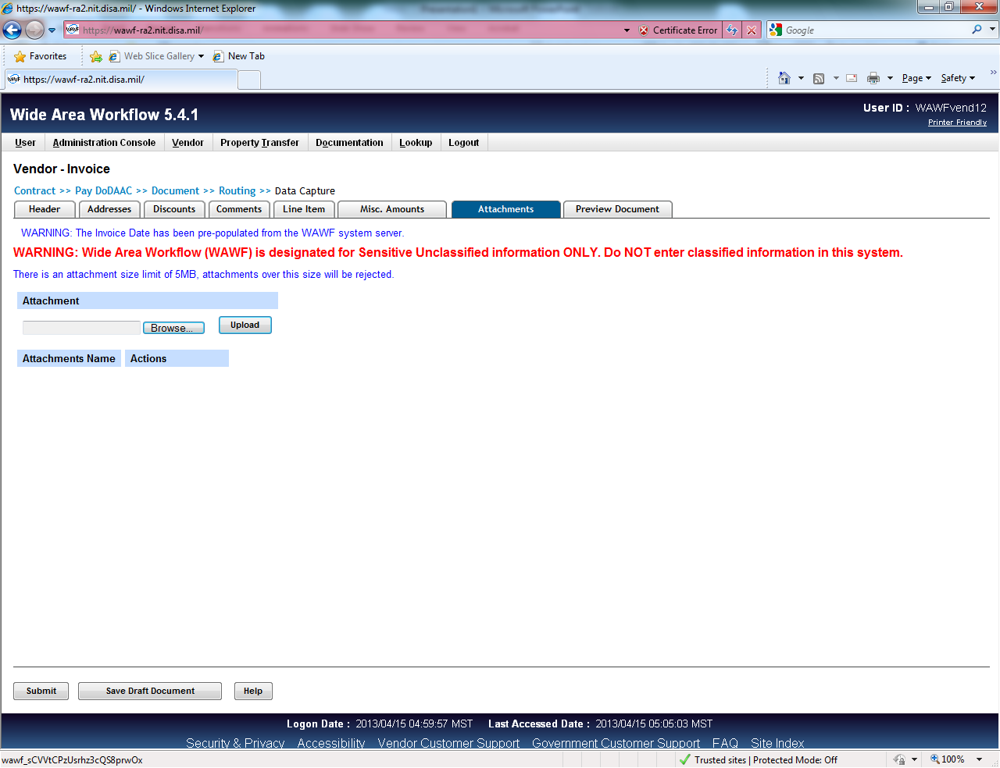 https://wawf-ra2.nit.disa.mil/ - Windows Internet Explorer
https://wawf-ra2.nit.disa.mil/ Certificate Error Google
Favorites Web Slice Gallery New Tab
https://wawf-ra2.nit.disa.mil/ Page Safety »
Wide Area Workflow 5.4.1 User ID : WAWFvend12
Printer Friendly
User Administration Console Vendor Property Transfer Documentation Lookup Logout
Vendor - Invoice
Contract >> Pay DoDAAC >> Document >> Routing >> Data Capture
Header Addresses Discounts Comments Line Item Misc. Amounts Attachments Preview Document
WARNING: The Invoice Date has been pre-populated from the WAWF system server.
WARNING: Wide Area Workflow (WAWF) is designated for Sensitive Unclassified information ONLY. Do NOT enter classified information in this system.
There is an attachment size limit of 5MB, attachments over this size will be rejected.
Attachment
Browse... Upload
Attachments Name Actions
Submit Save Draft Document Help
Logon Date : 2013/04/15 04:59:57 MST Last Accessed Date : 2013/04/15 05:05:03 MST
Security & Privacy Accessibility Vendor Customer Support Government Customer Support FAQ Site Index
wawf_sCVVtCPzUsrhz3cQS8prwOx Trusted sites | Protected Mode: Off 100%